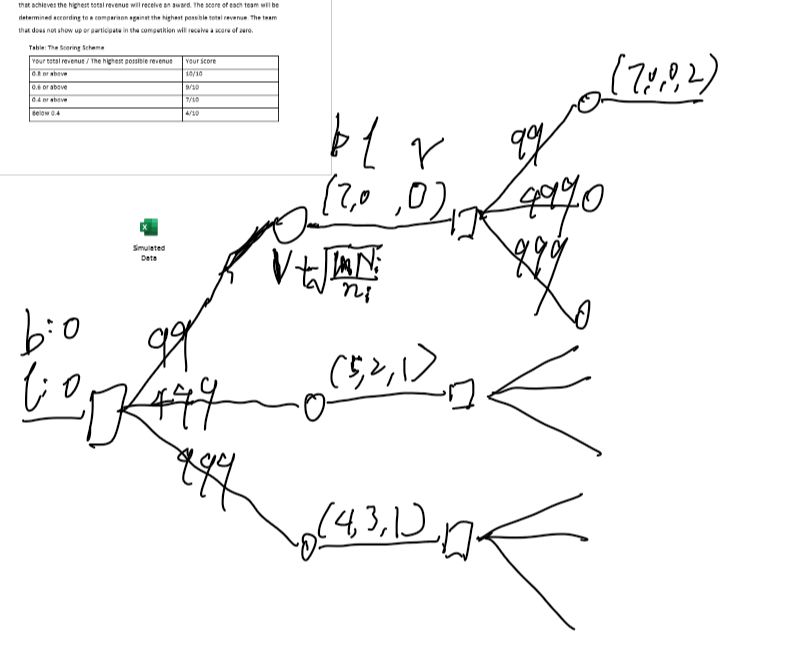 that achieves the highest total revenue will receive an award. The score of each team will be
determined according to a comparison against the highest possible total revenue. The team
that does not show up or participate in the competition will receive a score of zero.
Table: The Scoring Scheme
Your total revenue / The highest possible revenue Your Score
0.8 or above 10/10
0.6 or above 9/10
0.4 or above 7/10
Below 0.4 4/10
Simulated
Data
b l r
(7,0,0)
99
(7,0,0,2)
999
b:0
l:0
99
(5,2,1)
499
999
(4,3,1)